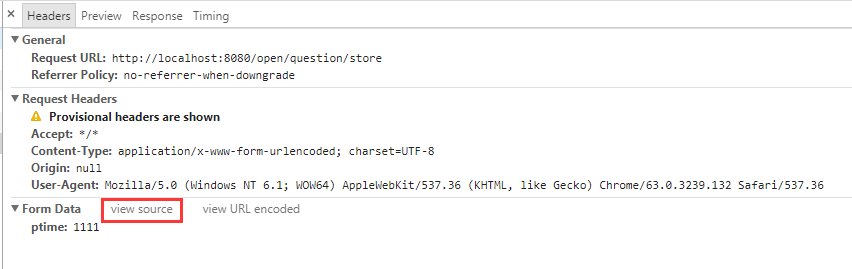 × Headers Preview Response Timing
▼ General
Request URL: http://localhost:8080/open/question/store
Referrer Policy: no-referrer-when-downgrade
▼ Request Headers
Provisional headers are shown
Accept: */*
Content-Type: application/x-www-form-urlencoded; charset=UTF-8
Origin: null
User-Agent: Mozilla/5.0 (Windows NT 6.1; WOW64) AppleWebKit/537.36 (KHTML, like Gecko) Chrome/63.0.3239.132 Safari/537.36
▼ Form Data view source view URL encoded
ptime: 1111